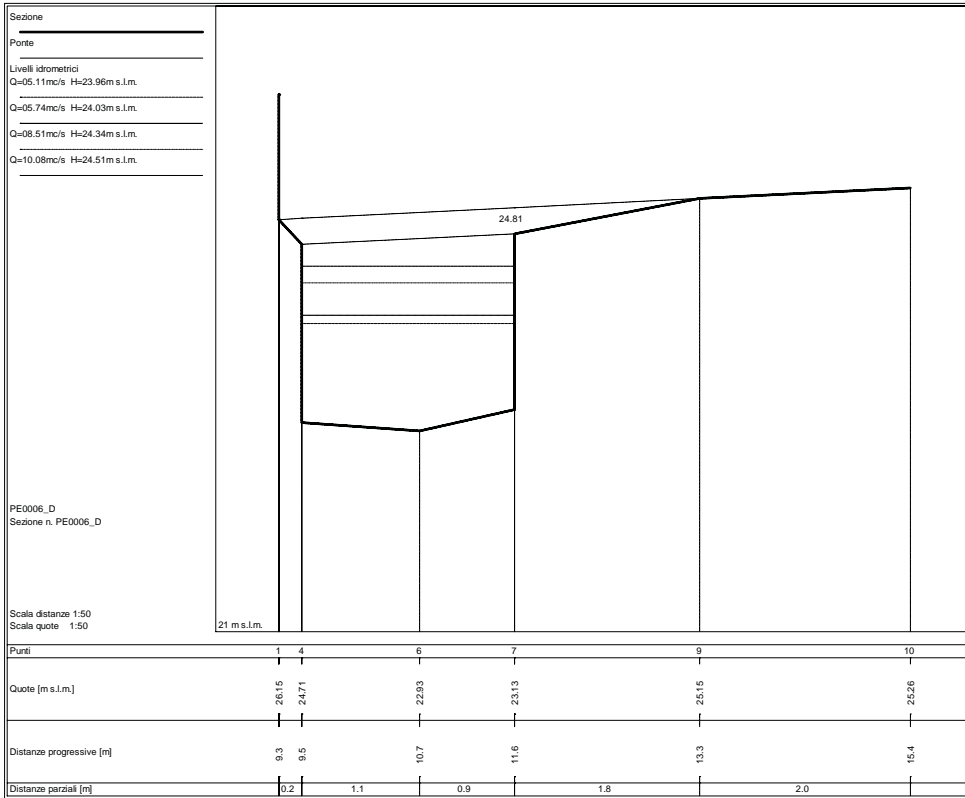 Sezione
Ponte
Livelli idrometrici
Q=05.11mc/s H=23.96m s.l.m.
Q=05.74mc/s H=24.03m s.l.m.
Q=08.51mc/s H=24.34m s.l.m.
Q=10.08mc/s H=24.51m s.l.m.
24.81
PE0006_D
Sezione n. PE0006_D
Scala distanze 1:50
Scala quote 1:50
21 m s.l.m.
Punti 1 4 6 7 9 10
Quote [m s.l.m.] 26.15 24.71 22.93 23.13 25.15 25.26
Distanze progressive [m] 9.3 9.5 10.7 11.6 13.3 15.4
Distanze parziali [m] 0.2 1.1 0.9 1.8 2.0